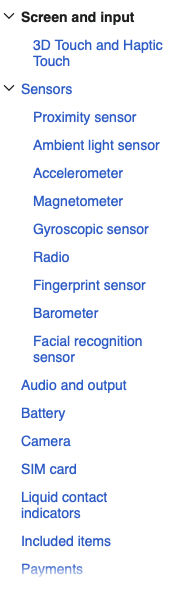 Screen and input
3D Touch and Haptic
Touch
Sensors
Proximity sensor
Ambient light sensor
Accelerometer
Magnetometer
Gyroscopic sensor
Radio
Fingerprint sensor
Barometer
Facial recognition
sensor
Audio and output
Battery
Camera
SIM card
Liquid contact
indicators
Included items
Payments